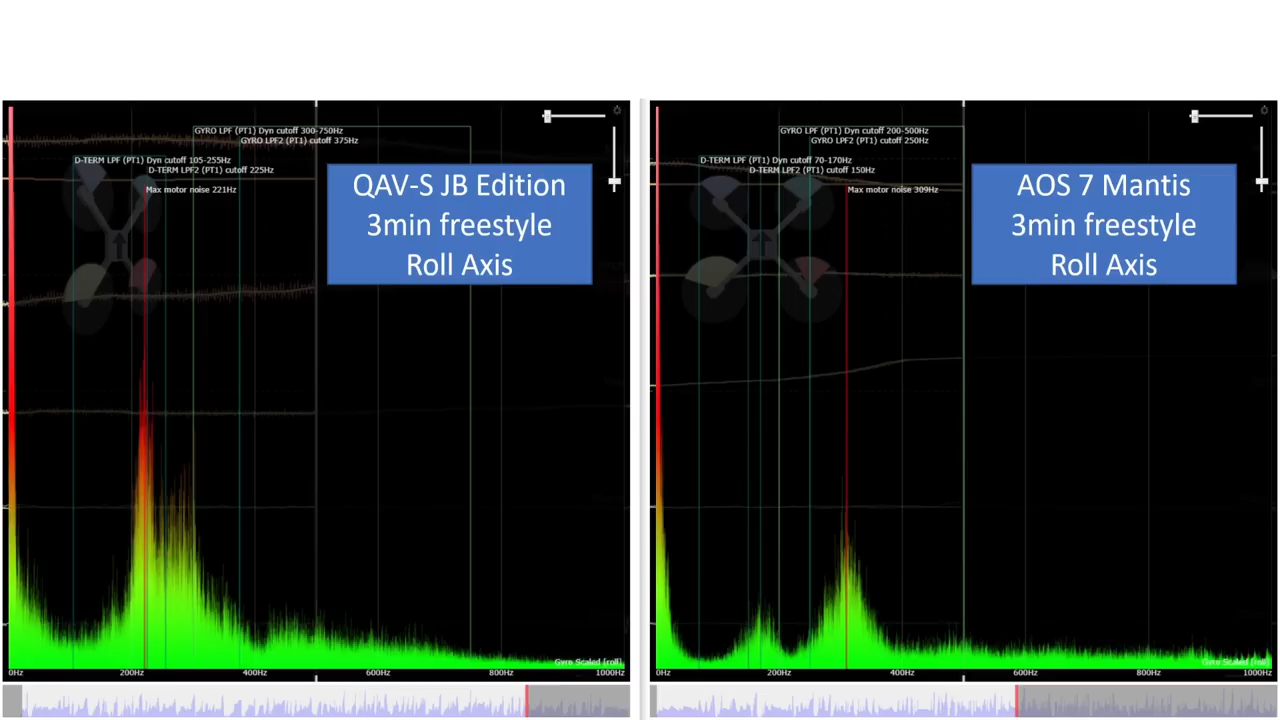 GYRO LPF (PT1) Dyn cutoff 300-750Hz
GYRO LPF2 (PT1) cutoff 375Hz
D-TERM LPF (PT1) Dyn cutoff 105-255Hz
D-TERM LPF2 (PT1) cutoff 225Hz
Max motor noise 221Hz
QAV-S JB Edition
3min freestyle
Roll Axis
Gyro Scaled [roll]
0Hz 200Hz 400Hz 600Hz 800Hz 1000Hz
GYRO LPF (PT1) Dyn cutoff 200-500Hz
GYRO LPF2 (PT1) cutoff 250Hz
D-TERM LPF (PT1) Dyn cutoff 70-170Hz
D-TERM LPF2 (PT1) cutoff 150Hz
Max motor noise 309Hz
AOS 7 Mantis
3min freestyle
Roll Axis
Gyro Scaled [roll]
0Hz 200Hz 400Hz 600Hz 800Hz 1000Hz